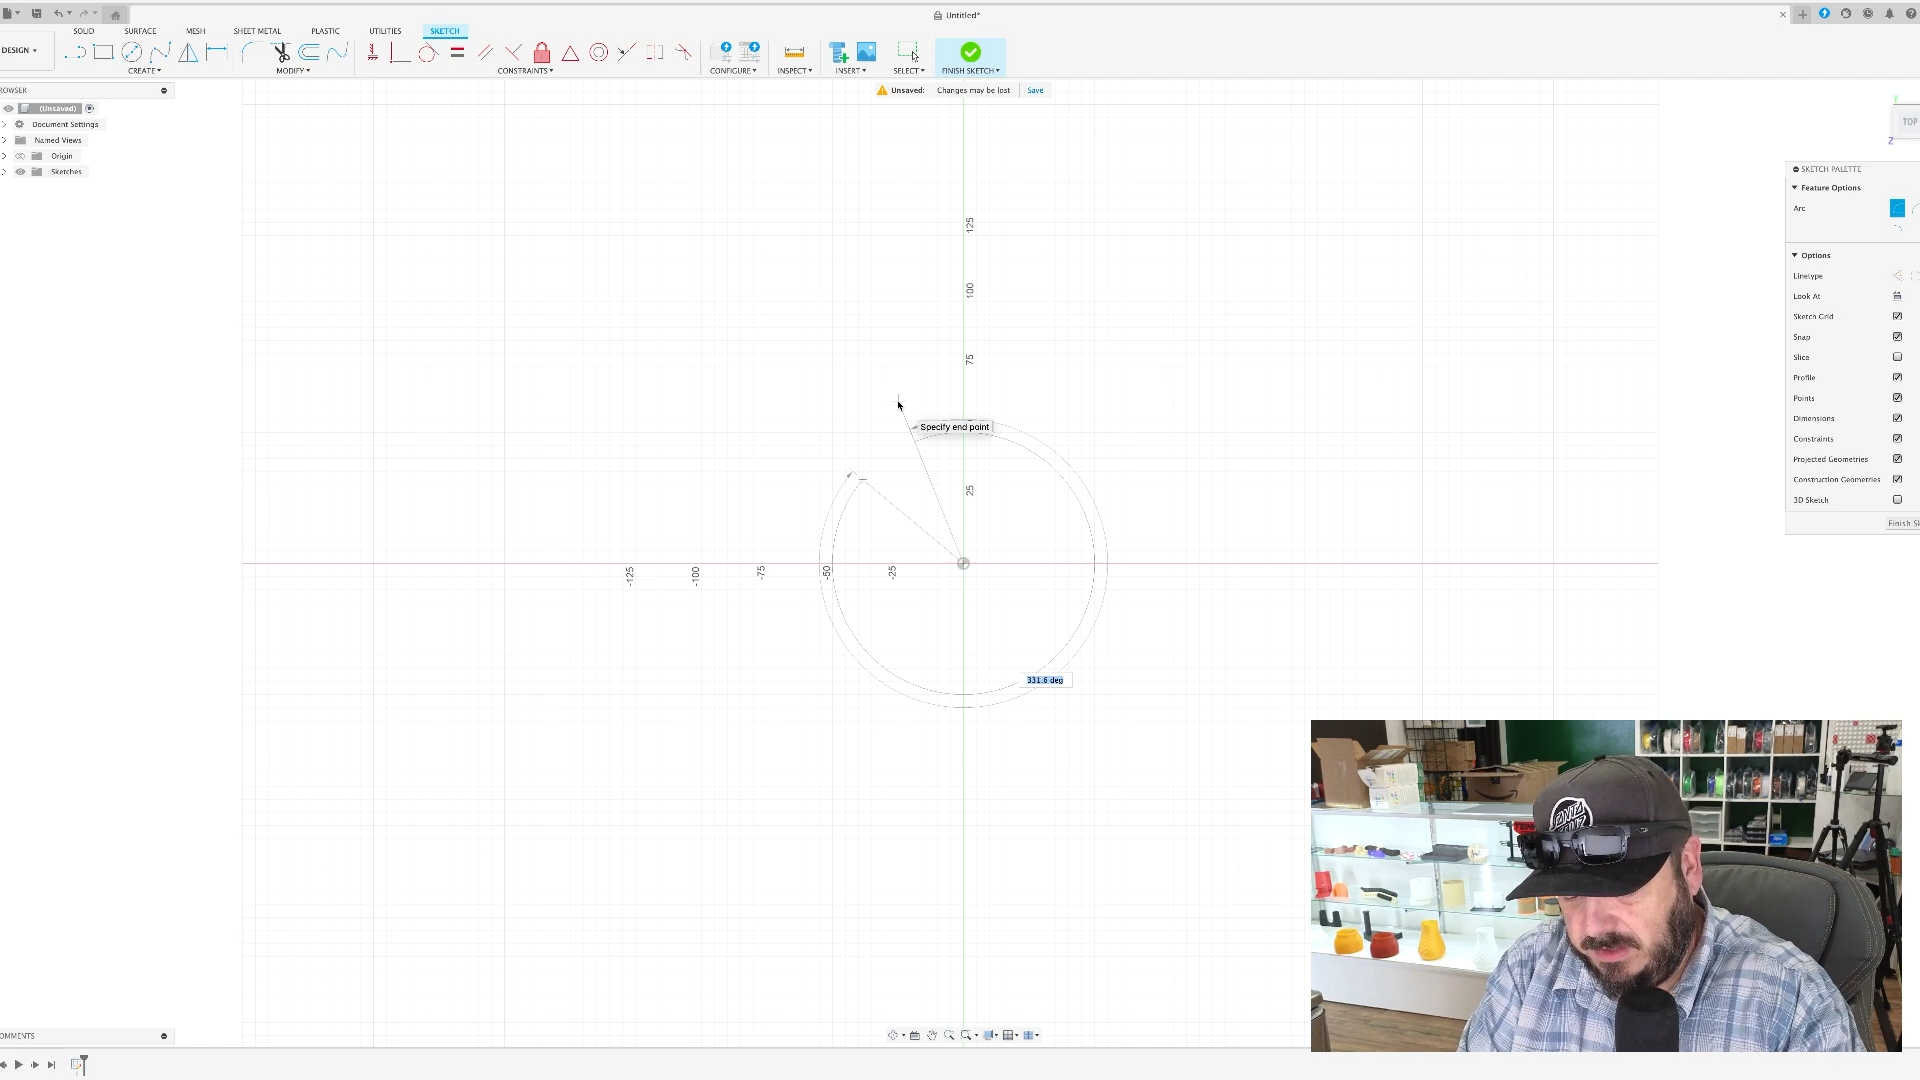 Untitled*
SOLID SURFACE MESH SHEET METAL PLASTIC UTILITIES SKETCH
DESIGN
CREATE MODIFY CONSTRAINTS CONFIGURE INSPECT INSERT SELECT FINISH SKETCH
ROWSER
Unsaved: Changes may be lost Save
(Unsaved)
Document Settings
Named Views
Origin
Sketches
TOP
Z
Y
SKETCH PALETTE
Feature Options
Arc
Options
Linetype
Look At
Sketch Grid
Snap
Slice
Profile
Points
Dimensions
Constraints
Projected Geometries
Construction Geometries
3D Sketch
Finish Sk
125
100
75
25
Specify end point
-125 -100 -75 -50 -25
331.6 deg
OMMENTS